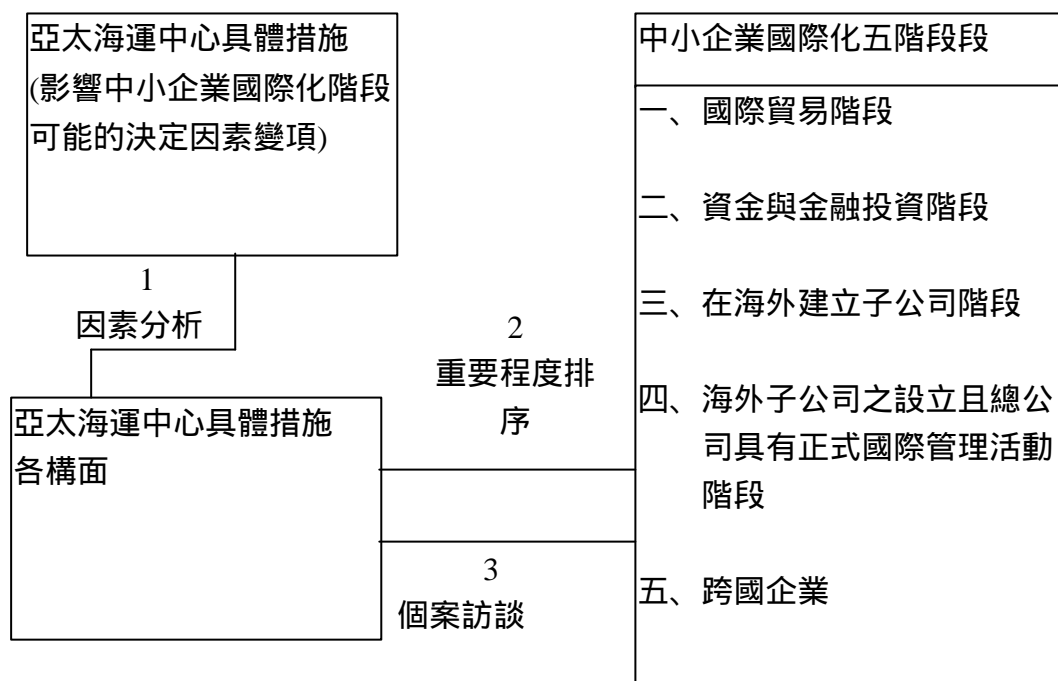 亞太海運中心具體措施
(影響中小企業國際化階段
可能的決定因素變項)
1
因素分析
亞太海運中心具體措施
各構面
2
重要程度排
序
3
個案訪談
中小企業國際化五階段段
一、國際貿易階段
二、資金與金融投資階段
三、在海外建立子公司階段
四、海外子公司之設立且總公
司具有正式國際管理活動
階段
五、跨國企業